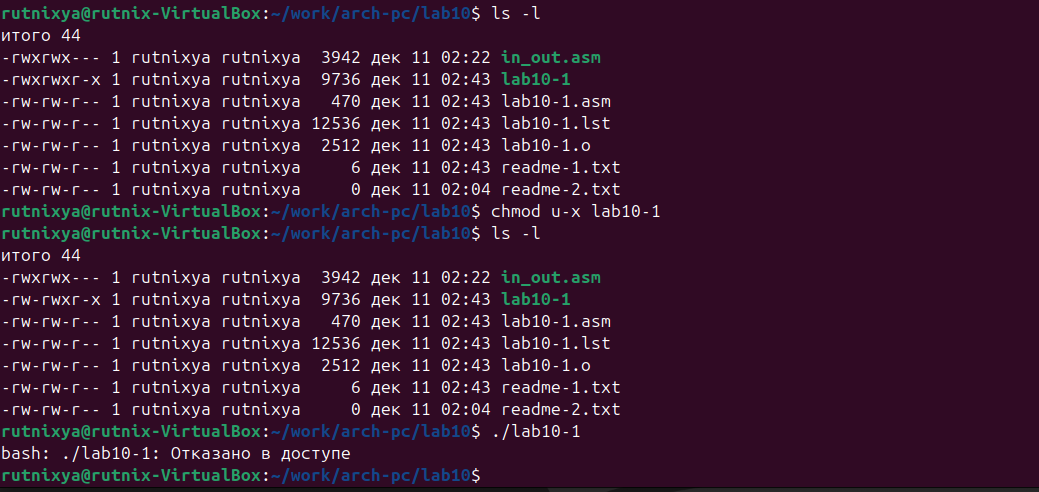 rutnixya@rutnix-VirtualBox:~/work/arch-pc/lab10$ ls -l
итого 44
-rwxrwx--- 1 rutnixya rutnixya  3942 дек 11 02:22 in_out.asm
-rwxrwxr-x 1 rutnixya rutnixya  9736 дек 11 02:43 lab10-1
-rw-rw-r-- 1 rutnixya rutnixya   470 дек 11 02:43 lab10-1.asm
-rw-rw-r-- 1 rutnixya rutnixya 12536 дек 11 02:43 lab10-1.lst
-rw-rw-r-- 1 rutnixya rutnixya  2512 дек 11 02:43 lab10-1.o
-rw-rw-r-- 1 rutnixya rutnixya     6 дек 11 02:43 readme-1.txt
-rw-rw-r-- 1 rutnixya rutnixya     0 дек 11 02:04 readme-2.txt
rutnixya@rutnix-VirtualBox:~/work/arch-pc/lab10$ chmod u-x lab10-1
rutnixya@rutnix-VirtualBox:~/work/arch-pc/lab10$ ls -l
итого 44
-rwxrwx--- 1 rutnixya rutnixya  3942 дек 11 02:22 in_out.asm
-rw-rwxr-x 1 rutnixya rutnixya  9736 дек 11 02:43 lab10-1
-rw-rw-r-- 1 rutnixya rutnixya   470 дек 11 02:43 lab10-1.asm
-rw-rw-r-- 1 rutnixya rutnixya 12536 дек 11 02:43 lab10-1.lst
-rw-rw-r-- 1 rutnixya rutnixya  2512 дек 11 02:43 lab10-1.o
-rw-rw-r-- 1 rutnixya rutnixya     6 дек 11 02:43 readme-1.txt
-rw-rw-r-- 1 rutnixya rutnixya     0 дек 11 02:04 readme-2.txt
rutnixya@rutnix-VirtualBox:~/work/arch-pc/lab10$ ./lab10-1
bash: ./lab10-1: Отказано в доступе
rutnixya@rutnix-VirtualBox:~/work/arch-pc/lab10$